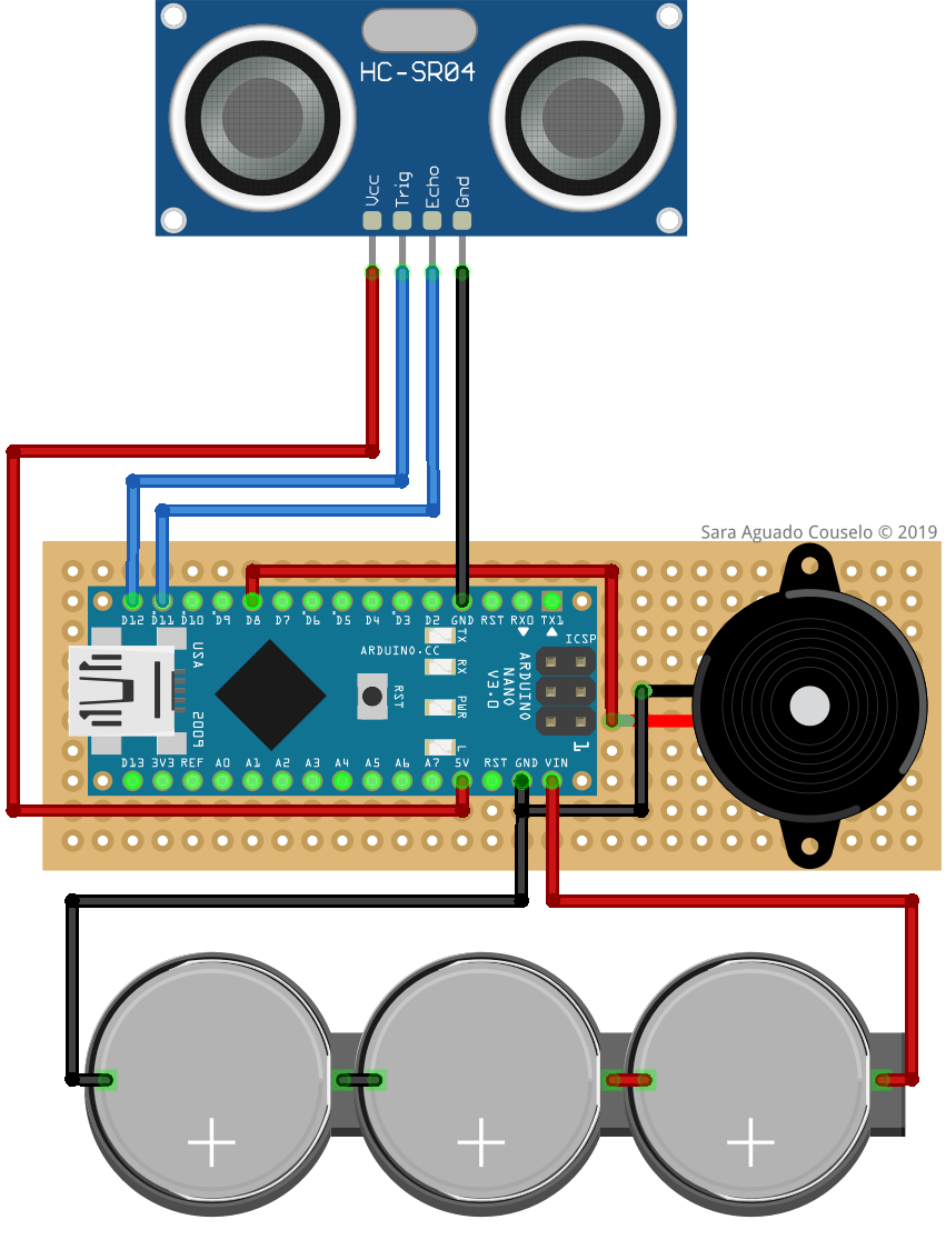 HC-SR04
Vcc
Trig
Echo
Gnd
Sara Aguado Couselo © 2019
D12 D11 D10 D9 D8 D7 D6 D5 D4 D3 D2 GND RST RX0 TX1
ICSP
USA
2009
ARDUINO.CC
RST
TX
RX
PWR
L
ARDUINO
NANO
V3.0
1
D13 3V3 REF A0 A1 A2 A3 A4 A5 A6 A7 5V RST GND VIN